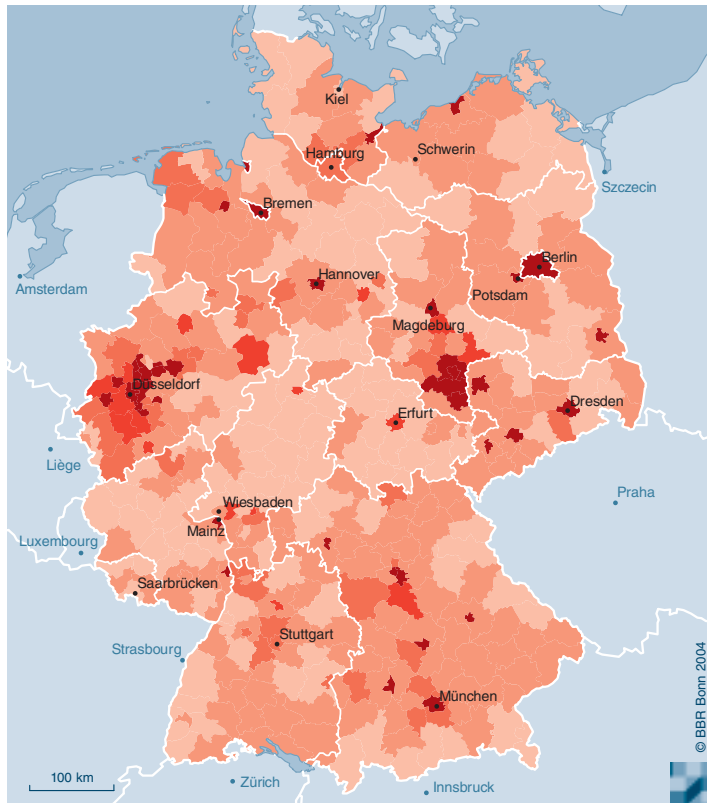 Kiel
Hamburg
Schwerin
Szczecin
Bremen
Amsterdam
Hannover
Berlin
Potsdam
Magdeburg
Düsseldorf
Erfurt
Dresden
Liège
Praha
Wiesbaden
Mainz
Luxembourg
Saarbrücken
Stuttgart
Strasbourg
München
© BBR Bonn 2004
100 km
Zürich
Innsbruck